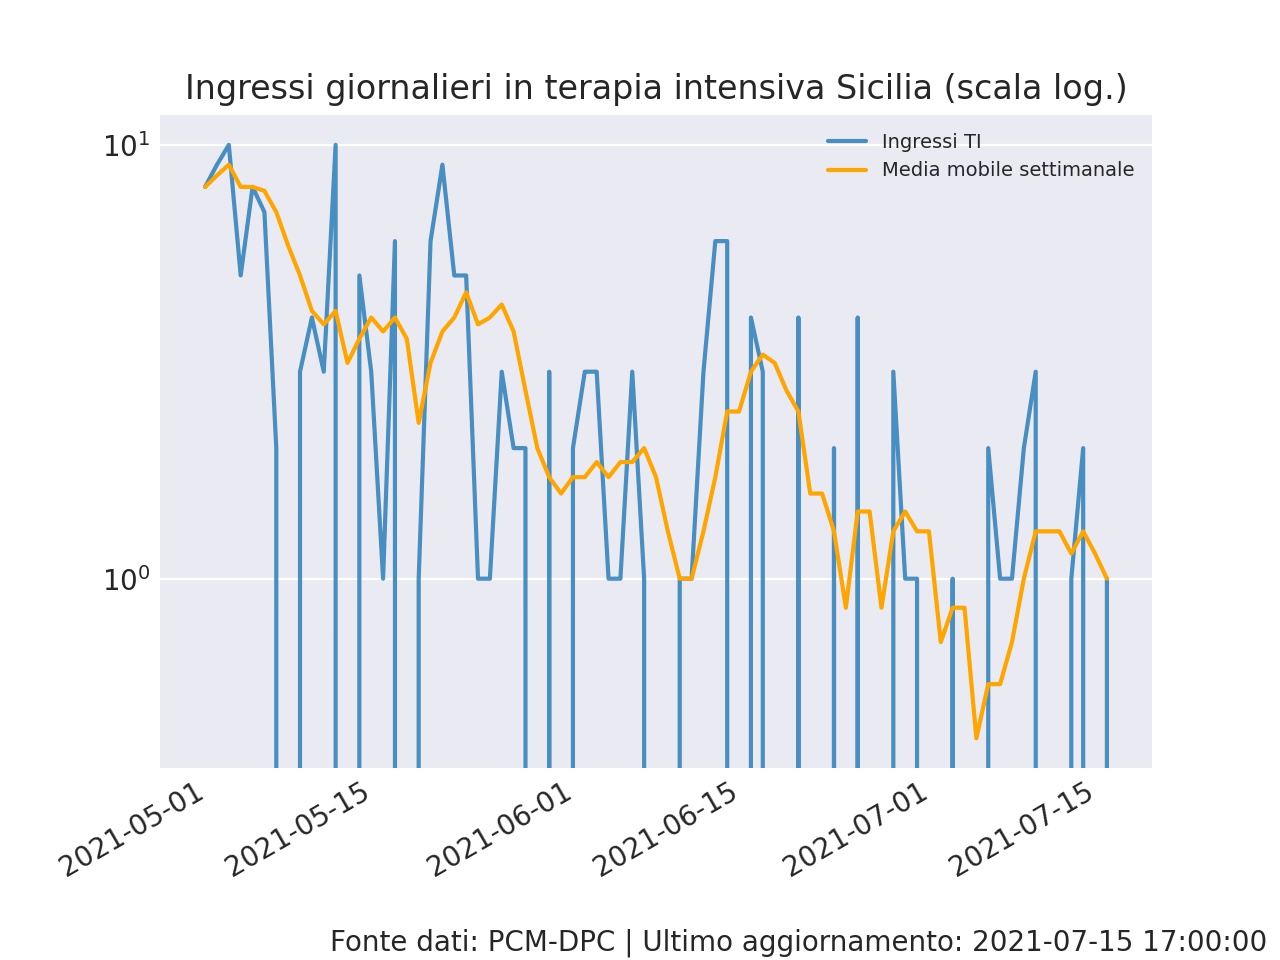 Ingressi giornalieri in terapia intensiva Sicilia (scala log.)
10¹
Ingressi TI
Media mobile settimanale
10⁰
2021-05-01
2021-05-15
2021-06-01
2021-06-15
2021-07-01
2021-07-15
Fonte dati: PCM-DPC | Ultimo aggiornamento: 2021-07-15 17:00:00